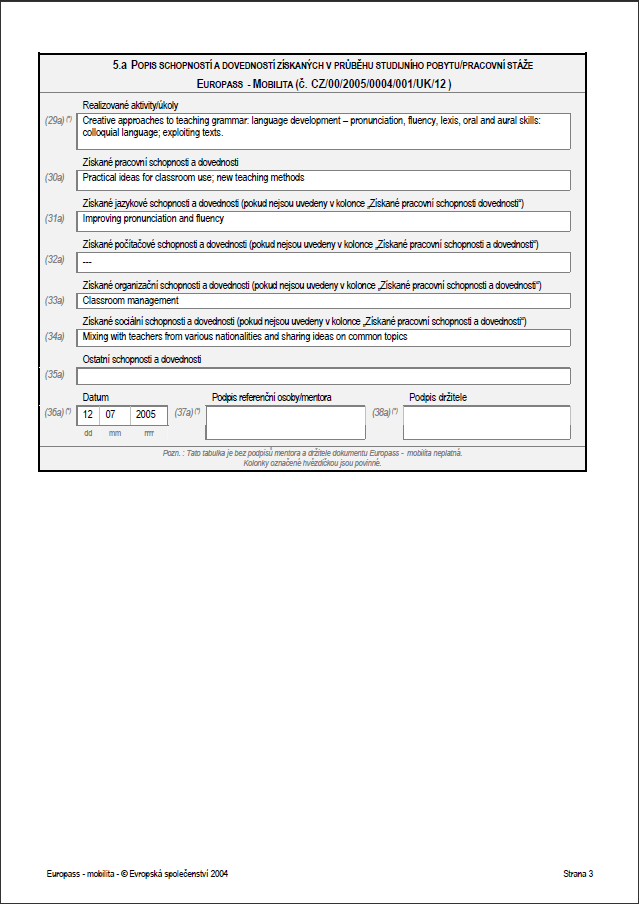 5.a POPIS SCHOPNOSTÍ A DOVEDNOSTÍ ZÍSKANÝCH V PRŮBĚHU STUDIJNÍHO POBYTU/PRACOVNÍ STÁŽE
EUROPASS - MOBILITA (Č. CZ/00/2005/0004/001/UK/12 )
Realizované aktivity/úkoly
(29a) (*) Creative approaches to teaching grammar: language development – pronunciation, fluency, lexis, oral and aural skills:
colloquial language; exploiting texts.
Získané pracovní schopnosti a dovednosti
(30a) Practical ideas for classroom use; new teaching methods
Získané jazykové schopnosti a dovednosti (pokud nejsou uvedeny v kolonce „Získané pracovní schopnosti dovednosti“)
(31a) Improving pronunciation and fluency
Získané počítačové schopnosti a dovednosti (pokud nejsou uvedeny v kolonce „Získané pracovní schopnosti a dovednosti“)
(32a) ---
Získané organizační schopnosti a dovednosti (pokud nejsou uvedeny v kolonce „Získané pracovní schopnosti a dovednosti“)
(33a) Classroom management
Získané sociální schopnosti a dovednosti (pokud nejsou uvedeny v kolonce „Získané pracovní schopnosti a dovednosti“)
(34a) Mixing with teachers from various nationalities and sharing ideas on common topics
Ostatní schopnosti a dovednosti
(35a)
Datum Podpis referenční osoby/mentora Podpis držitele
(36a) (*) 12 07 2005 (37a) (*) (38a) (*)
dd mm rrrr
Pozn. : Tato tabulka je bez podpisů mentora a držitele dokumentu Europass - mobilita neplatná.
Kolonky označené hvězdičkou jsou povinné.
Europass - mobilita - © Evropská společenství 2004 Strana 3